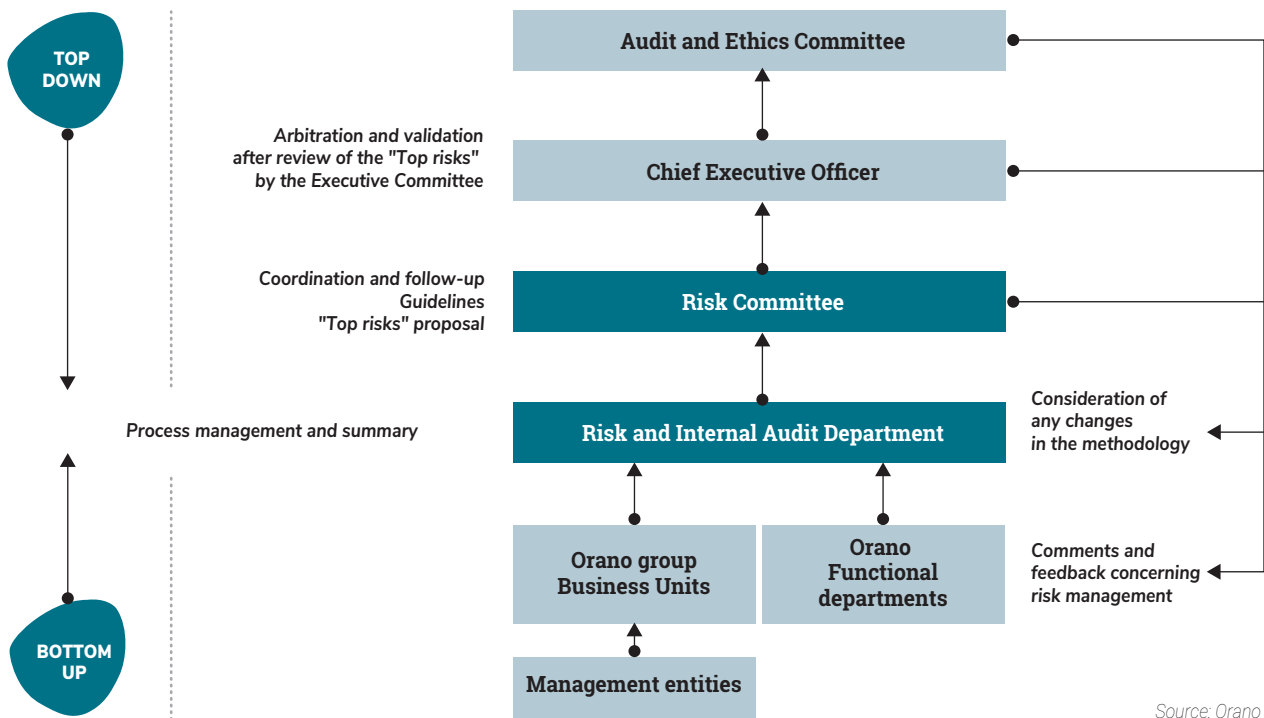 TOP
DOWN
Audit and Ethics Committee
Arbitration and validation
after review of the "Top risks"
by the Executive Committee
Chief Executive Officer
Coordination and follow-up
Guidelines
"Top risks" proposal
Risk Committee
Process management and summary
Risk and Internal Audit Department
Consideration of
any changes
in the methodology
Orano group
Business Units
Orano
Functional
departments
Comments and
feedback concerning
risk management
BOTTOM
UP
Management entities
Source: Orano